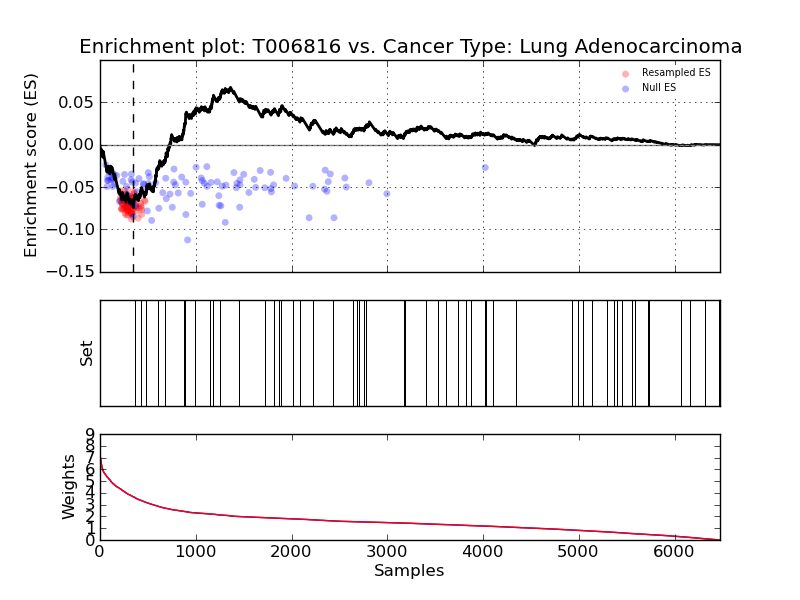 Enrichment plot: T006816 vs. Cancer Type: Lung Adenocarcinoma
Enrichment score (ES)
0.05
0.00
−0.05
−0.10
−0.15
Resampled ES
Null ES
Set
Weights
9
8
7
6
5
4
3
2
1
0
0 1000 2000 3000 4000 5000 6000
Samples